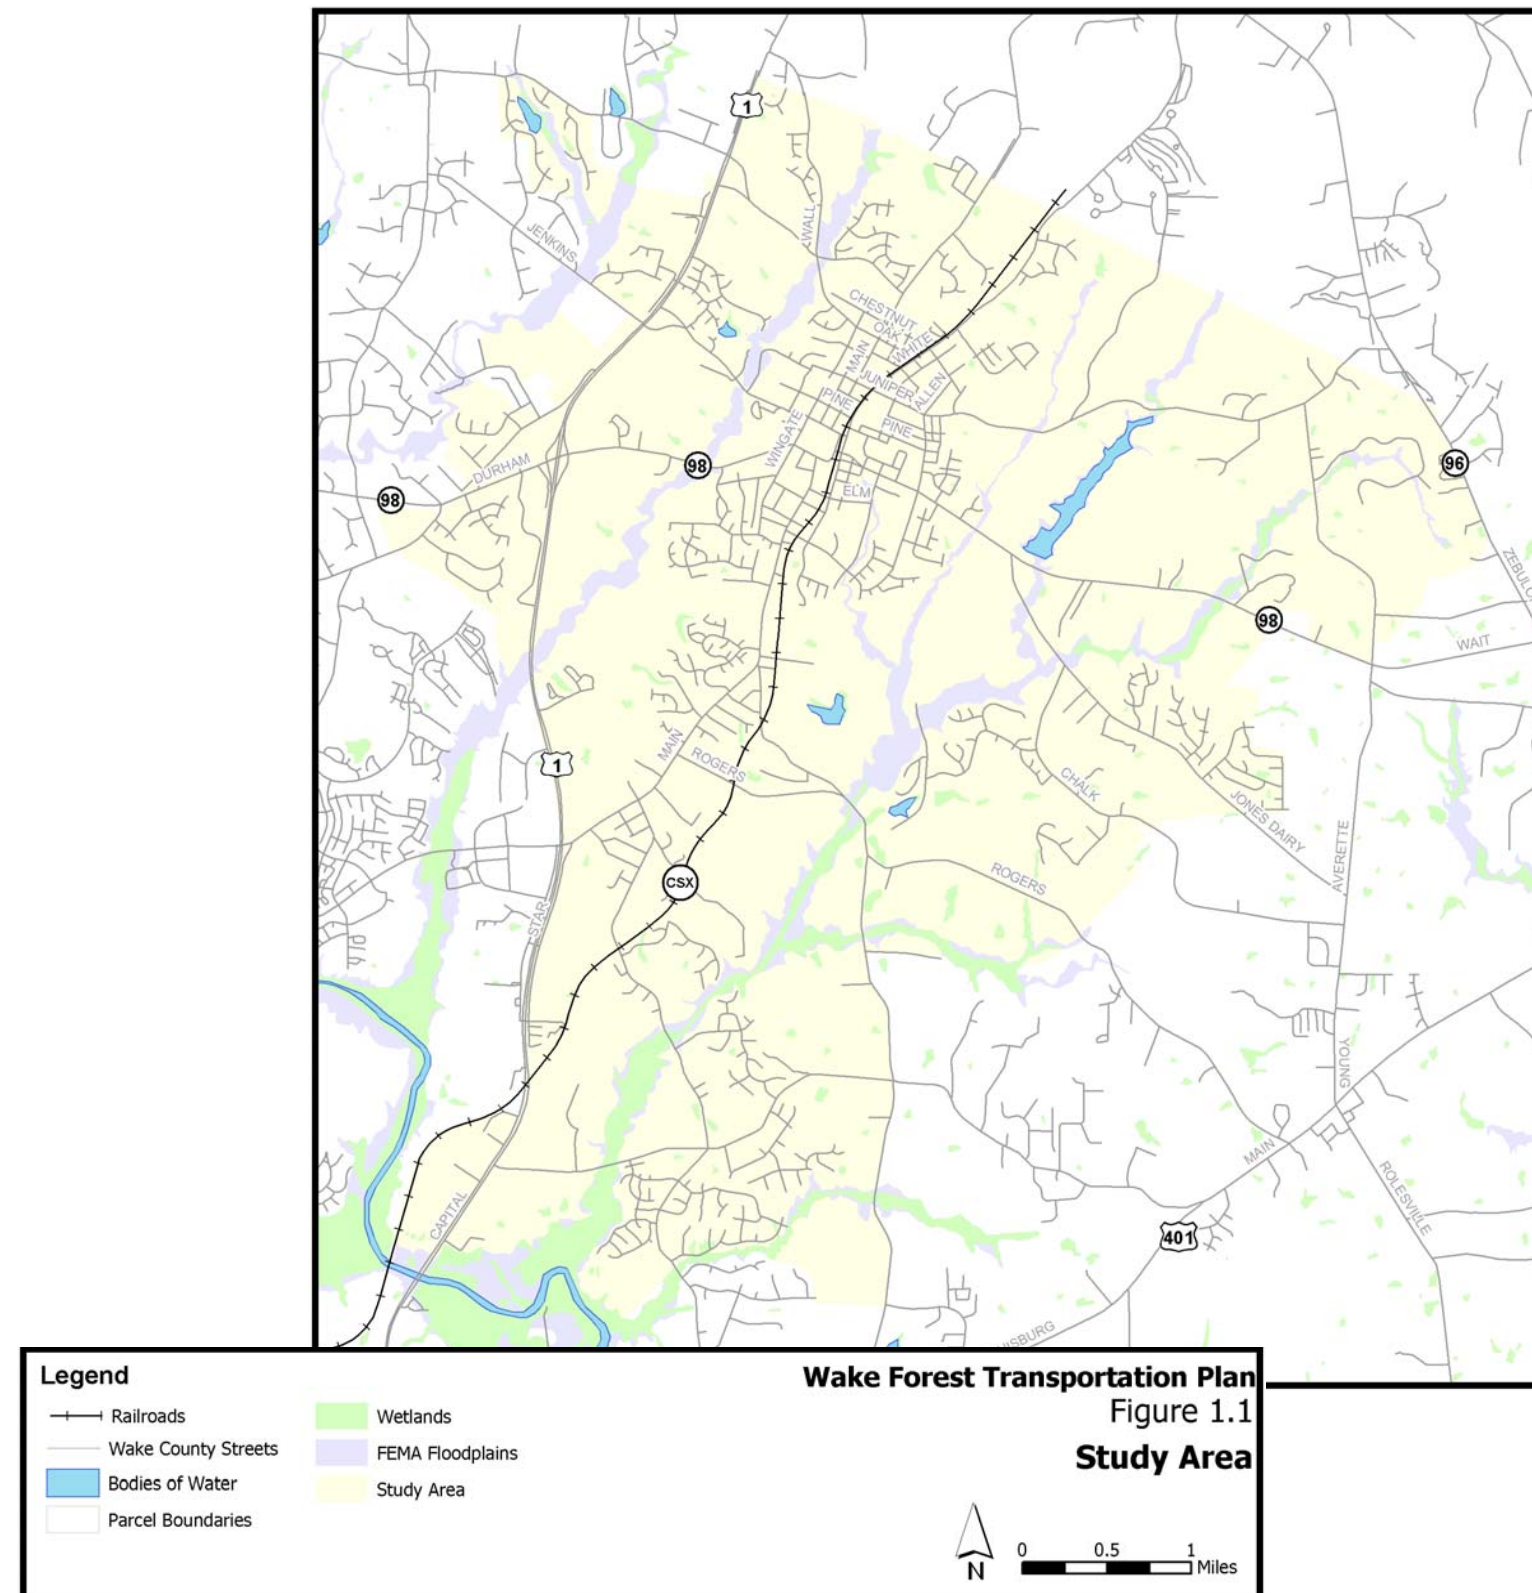 1
WALL
JENKINS
CHESTNUT
OAK
WHITE
MAIN
JUNIPER
ALLEN
PINE
PINE
WINGATE
98
DURHAM
98
ELM
96
98
WAIT
MAIN
ROGERS
1
CHALK
JONES DAIRY
AVERETTE
CSX
ROGERS
STAR
YOUNG
MAIN
ROLESVILLE
CAPITAL
401
Legend
Railroads
Wake County Streets
Bodies of Water
Parcel Boundaries
Wetlands
FEMA Floodplains
Study Area
Wake Forest Transportation Plan
Figure 1.1
Study Area
N
0 0.5 1
Miles